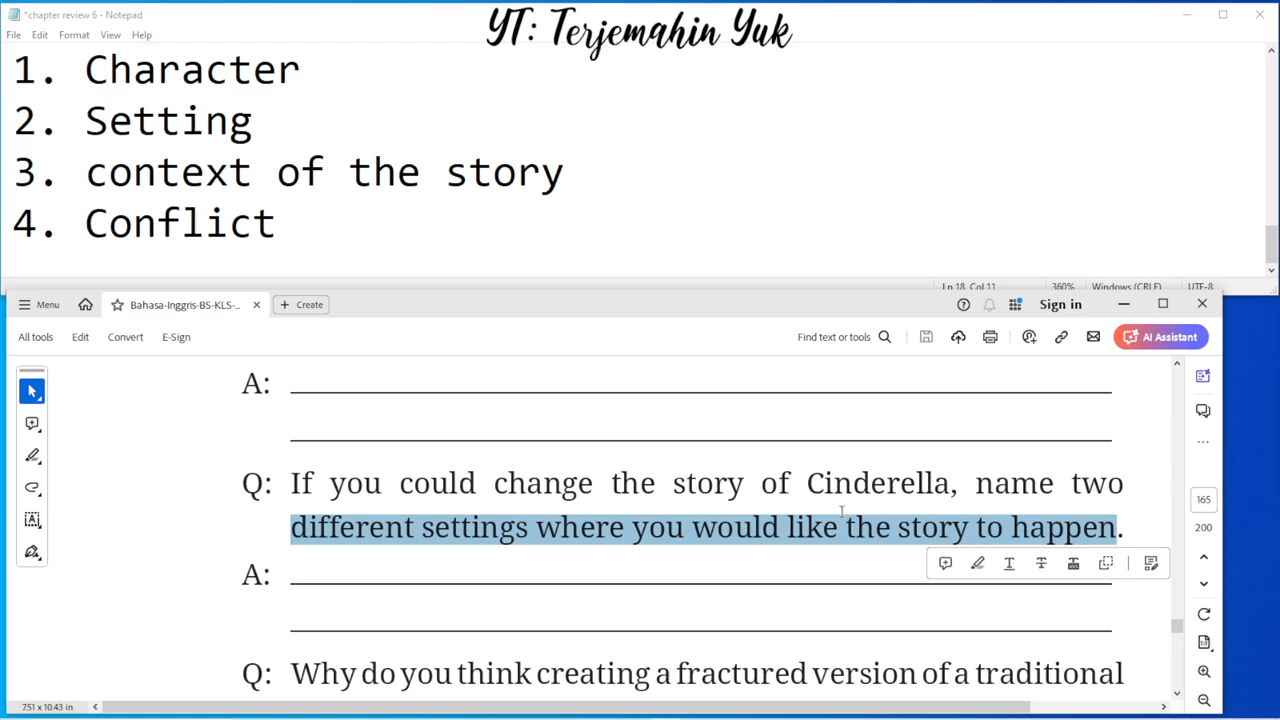 *chapter review 6 - Notepad
YT: Terjemahin Yuk
File Edit Format View Help
1. Character
2. Setting
3. context of the story
4. Conflict
Ln 18, Col 11 360% Windows (CRLF) UTF-8
Menu Bahasa-Inggris-BS-KLS-... Create Sign in
All tools Edit Convert E-Sign Find text or tools AI Assistant
A:
Q: If you could change the story of Cinderella, name two
different settings where you would like the story to happen.
A:
Q: Why do you think creating a fractured version of a traditional
165
200
7.51 x 10.43 in